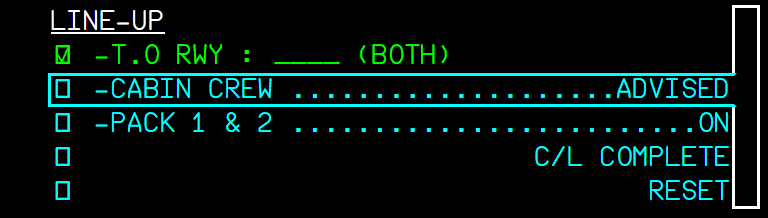 LINE-UP
-T.O RWY : ____ (BOTH)
-CABIN CREW ....................ADVISED
-PACK 1 & 2 .........................ON
C/L COMPLETE
RESET